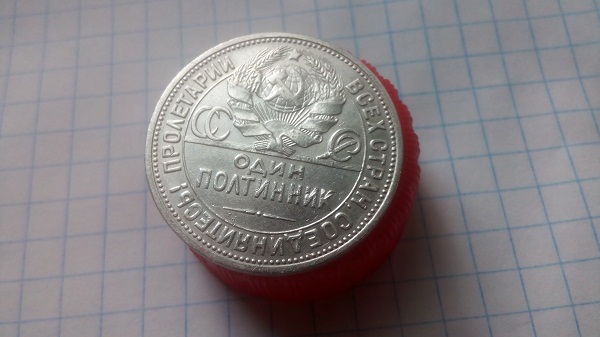 ПРОЛЕТАРИИ ВСЕХ СТРАН, СОЕДИНЯЙТЕСЬ!
СС СР
ОДИН
ПОЛТИННИК